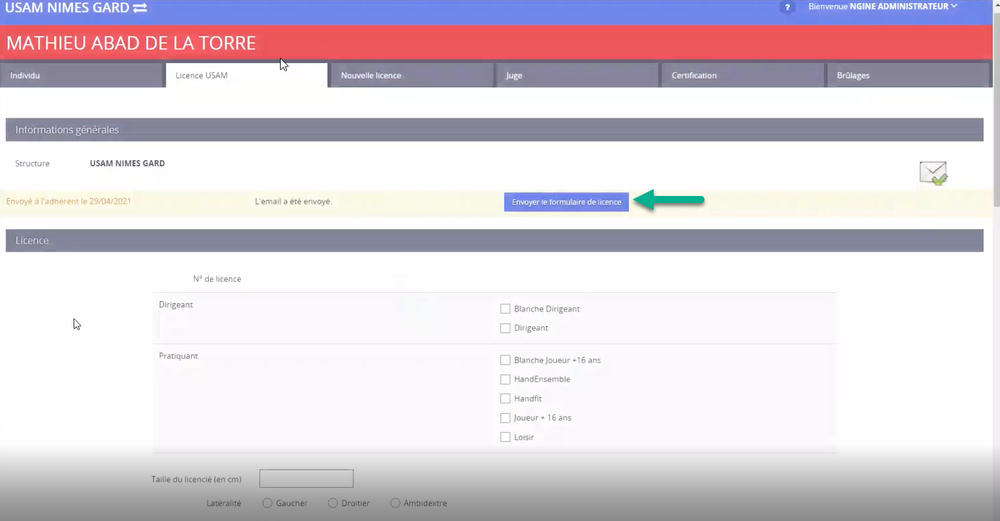 USAM NIMES GARD
? Bienvenue NGINE ADMINISTRATEUR
MATHIEU ABAD DE LA TORRE
Individu Licence USAM Nouvelle licence Juge Certification Brûlages
Informations générales
Structure USAM NIMES GARD
Envoyé à l'adhérent le 29/04/2021 L'email a été envoyé. Envoyer le formulaire de licence
Licence
N° de licence
Dirigeant
Blanche Dirigeant
Dirigeant
Pratiquant
Blanche Joueur +16 ans
HandEnsemble
Handfit
Joueur + 16 ans
Loisir
Taille du licencié (en cm)
Latéralité Gaucher Droitier Ambidextre